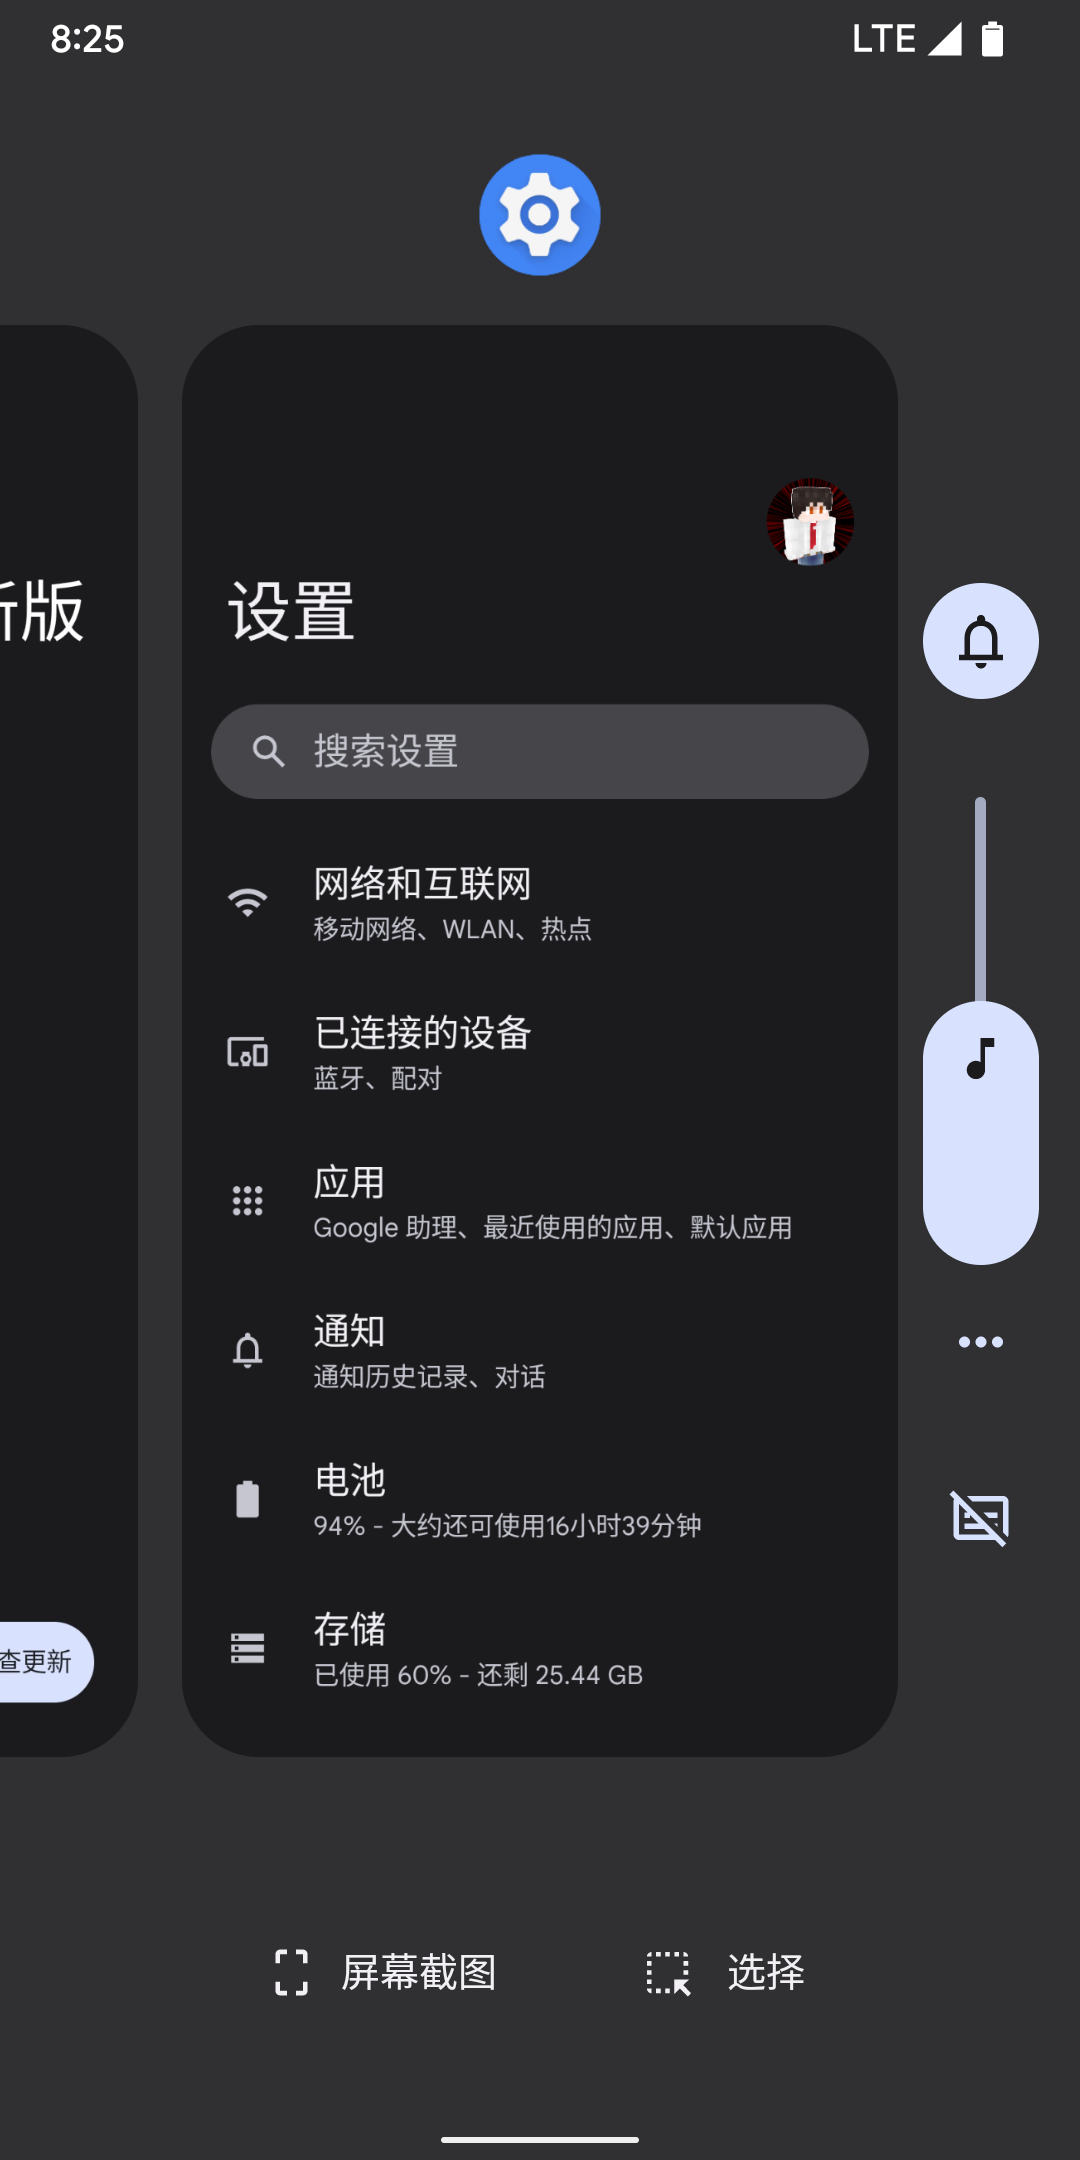 8:25
LTE
新版
查更新
设置
搜索设置
网络和互联网
移动网络、WLAN、热点
已连接的设备
蓝牙、配对
应用
Google 助理、最近使用的应用、默认应用
通知
通知历史记录、对话
电池
94% - 大约还可使用16小时39分钟
存储
已使用 60% - 还剩 25.44 GB
屏幕截图
选择